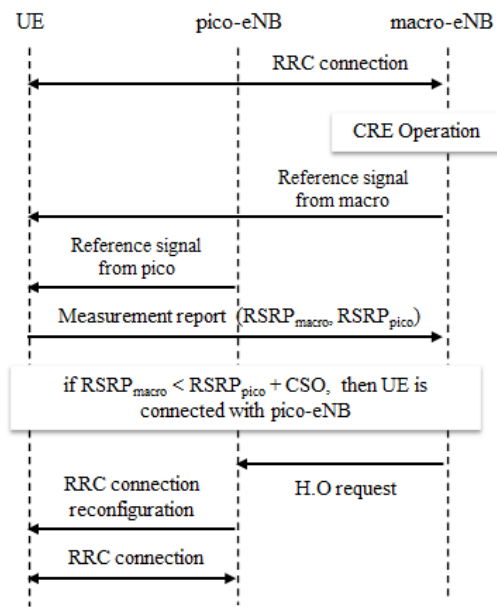 UE pico-eNB macro-eNB
RRC connection
CRE Operation
Reference signal
from macro
Reference signal
from pico
Measurement report (RSRPmacro, RSRPpico)
if RSRPmacro < RSRPpico + CSO, then UE is
connected with pico-eNB
H.O request
RRC connection
reconfiguration
RRC connection